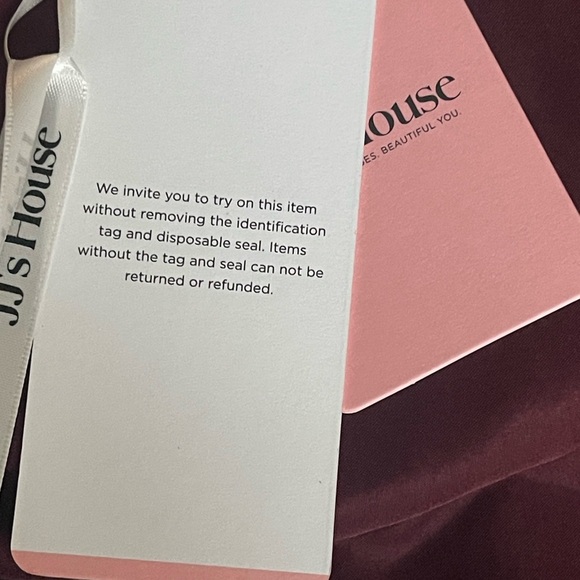 JJ's House
We invite you to try on this item
without removing the identification
tag and disposable seal. Items
without the tag and seal can not be
returned or refunded.
ouse
ES. BEAUTIFUL YOU.